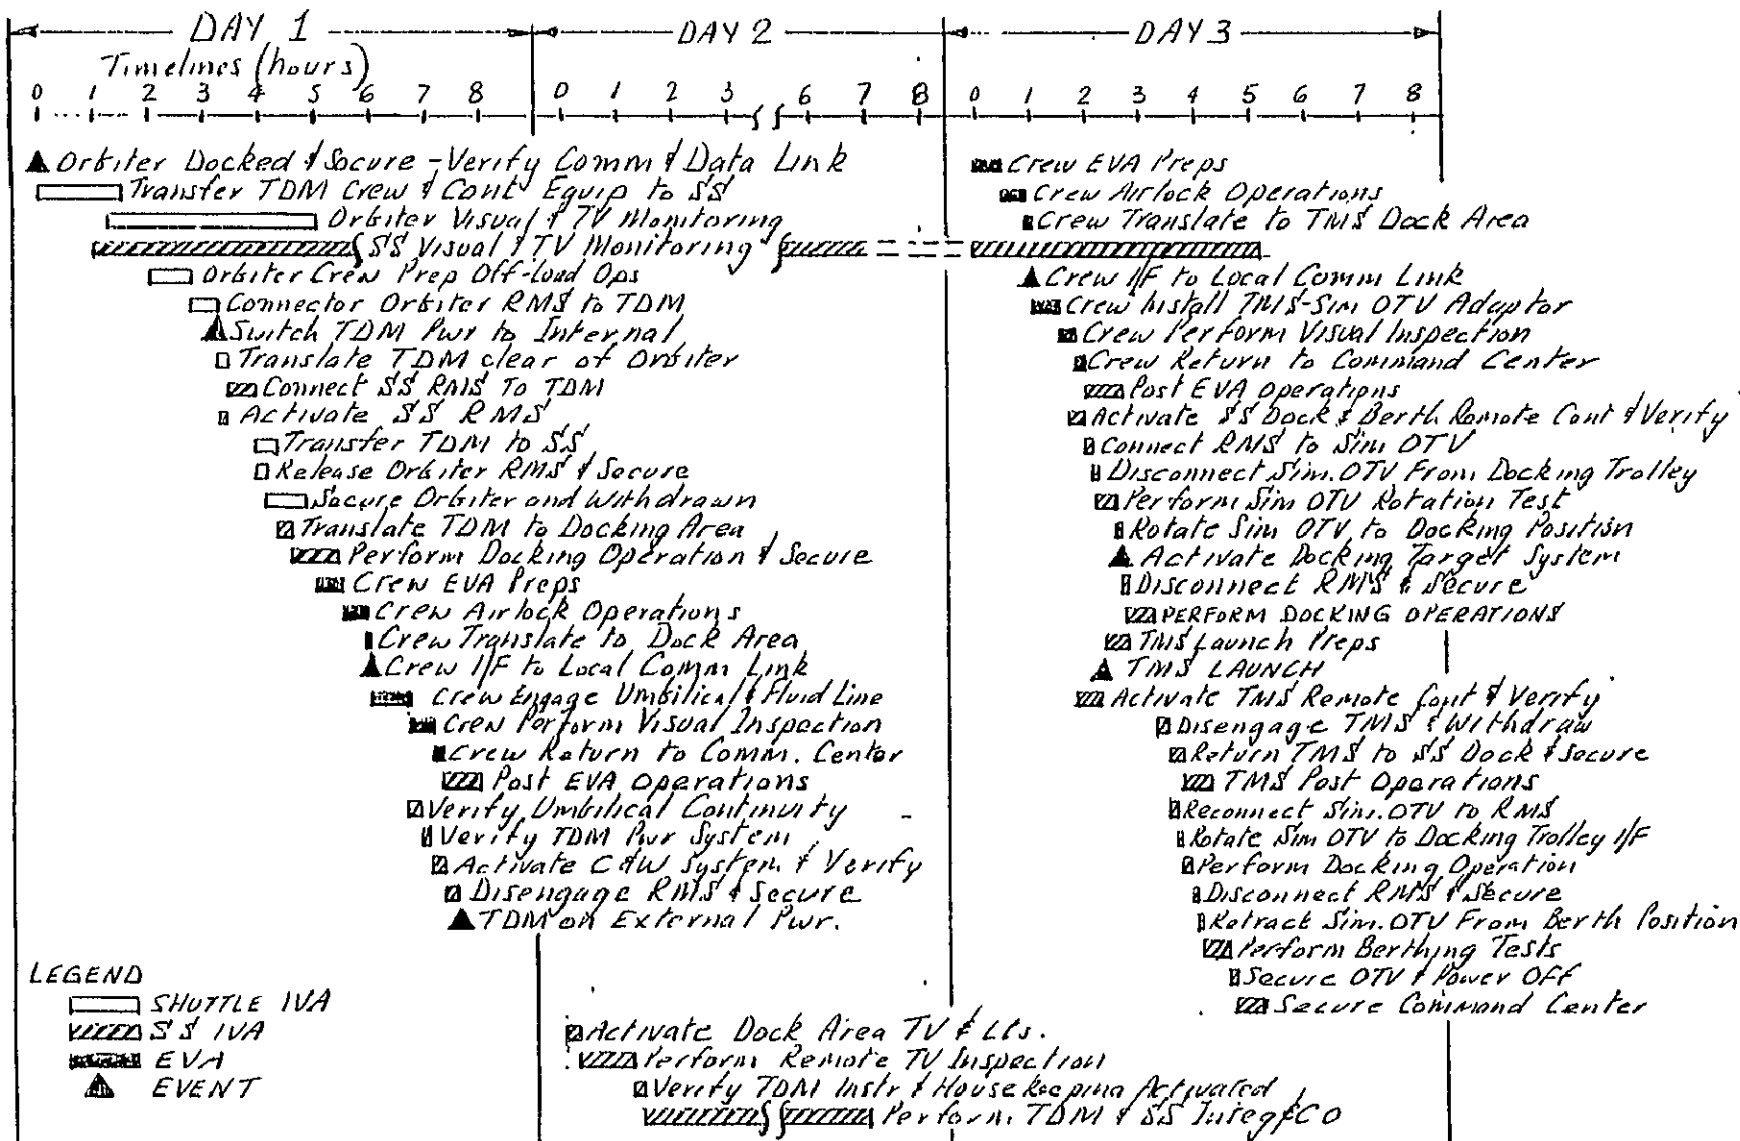 DAY 1
DAY 2
DAY 3
Timelines (hours)
0 1 2 3 4 5 6 7 8 0 1 2 3 6 7 8 0 1 2 3 4 5 6 7 8
Orbiter Docked & Secure - Verify Comm & Data Link
Transfer TDM Crew & Cont Equip to SS
Orbiter Visual & TV Monitoring
SS Visual & TV Monitoring
Orbiter Crew Prep Off-load Ops
Connector Orbiter RMS to TDM
Switch TDM Pwr to Internal
Translate TDM clear of Orbiter
Connect SS RMS To TDM
Activate SS RMS
Transfer TDM to SS
Release Orbiter RMS & Secure
Secure Orbiter and Withdrawn
Translate TDM to Docking Area
Perform Docking Operation & Secure
Crew EVA Preps
Crew Airlock Operations
Crew Translate to Dock Area
Crew I/F to Local Comm Link
Crew Engage Umbilical & Fluid Line
Crew Perform Visual Inspection
Crew Return to Comm. Center
Post EVA Operations
Verify Umbilical Continuity
Verify TDM Pwr System
Activate C&W System & Verify
Disengage RMS & Secure
TDM on External Pwr.
Activate Dock Area TV & Lts.
Perform Remote TV Inspection
Verify TDM Instr & Housekeeping Activated
Perform TDM & SS Integ & C O
Crew EVA Preps
Crew Airlock Operations
Crew Translate to TMS Dock Area
Crew I/F to Local Comm Link
Crew Install TMS-Sim OTV Adaptor
Crew Perform Visual Inspection
Crew Return to Command Center
Post EVA Operations
Activate SS Dock & Berth Remote Cont & Verify
Connect RMS to Sim OTV
Disconnect Sim. OTV From Docking Trolley
Perform Sim OTV Rotation Test
Rotate Sim OTV to Docking Position
Activate Docking Target System
Disconnect RMS & Secure
PERFORM DOCKING OPERATIONS
TMS Launch Preps
TMS LAUNCH
Activate TMS Remote Cont & Verify
Disengage TMS & Withdraw
Return TMS to SS Dock & Secure
TMS Post Operations
Reconnect Sim. OTV to RMS
Rotate Sim OTV to Docking Trolley I/F
Perform Docking Operation
Disconnect RMS & Secure
Retrack Sim. OTV From Berth Position
Perform Berthing Tests
Secure OTV & Power OFF
Secure Command Center
LEGEND
SHUTTLE IVA
SS IVA
EVA
EVENT